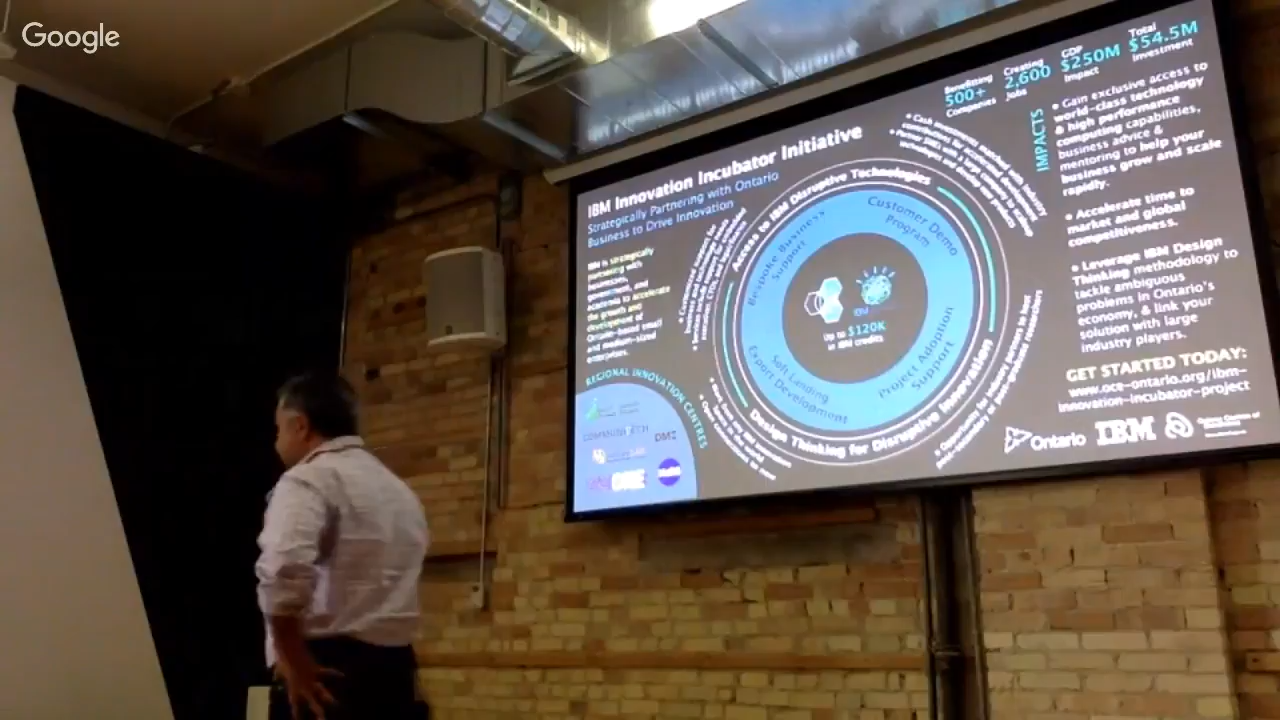 Google
IBM Innovation Incubator Initiative
Strategically Partnering with Ontario
Business to Drive Innovation
IBM is strategically
partnering with
businesses,
government, and
academia to accelerate
the growth and
development of
Ontario-based small
and medium-sized
enterprises.
REGIONAL INNOVATION CENTRES
COMMUNITECH
DMZ
ONE
Benefitting
500+
Companies
Creating
2,600
Jobs
GDP
$250M
Impact
Total
$54.5M
Investment
Access to IBM Disruptive Technologies
Bespoke Business
Support
Customer Demo
Program
Up to $120K
in IBM credits
Soft Landing
Export Development
Project Adoption
Support
Design Thinking for Disruptive Innovation
IMPACTS
• Gain exclusive access to
world-class technology
& high performance
computing capabilities,
business advice &
mentoring to help your
business grow and scale
rapidly.
• Accelerate time to
market and global
competitiveness.
• Leverage IBM Design
Thinking methodology to
tackle ambiguous
problems in Ontario's
economy, & link your
solution with large
industry players.
GET STARTED TODAY:
www.oce-ontario.org/ibm-
innovation-incubator-project
Ontario
IBM